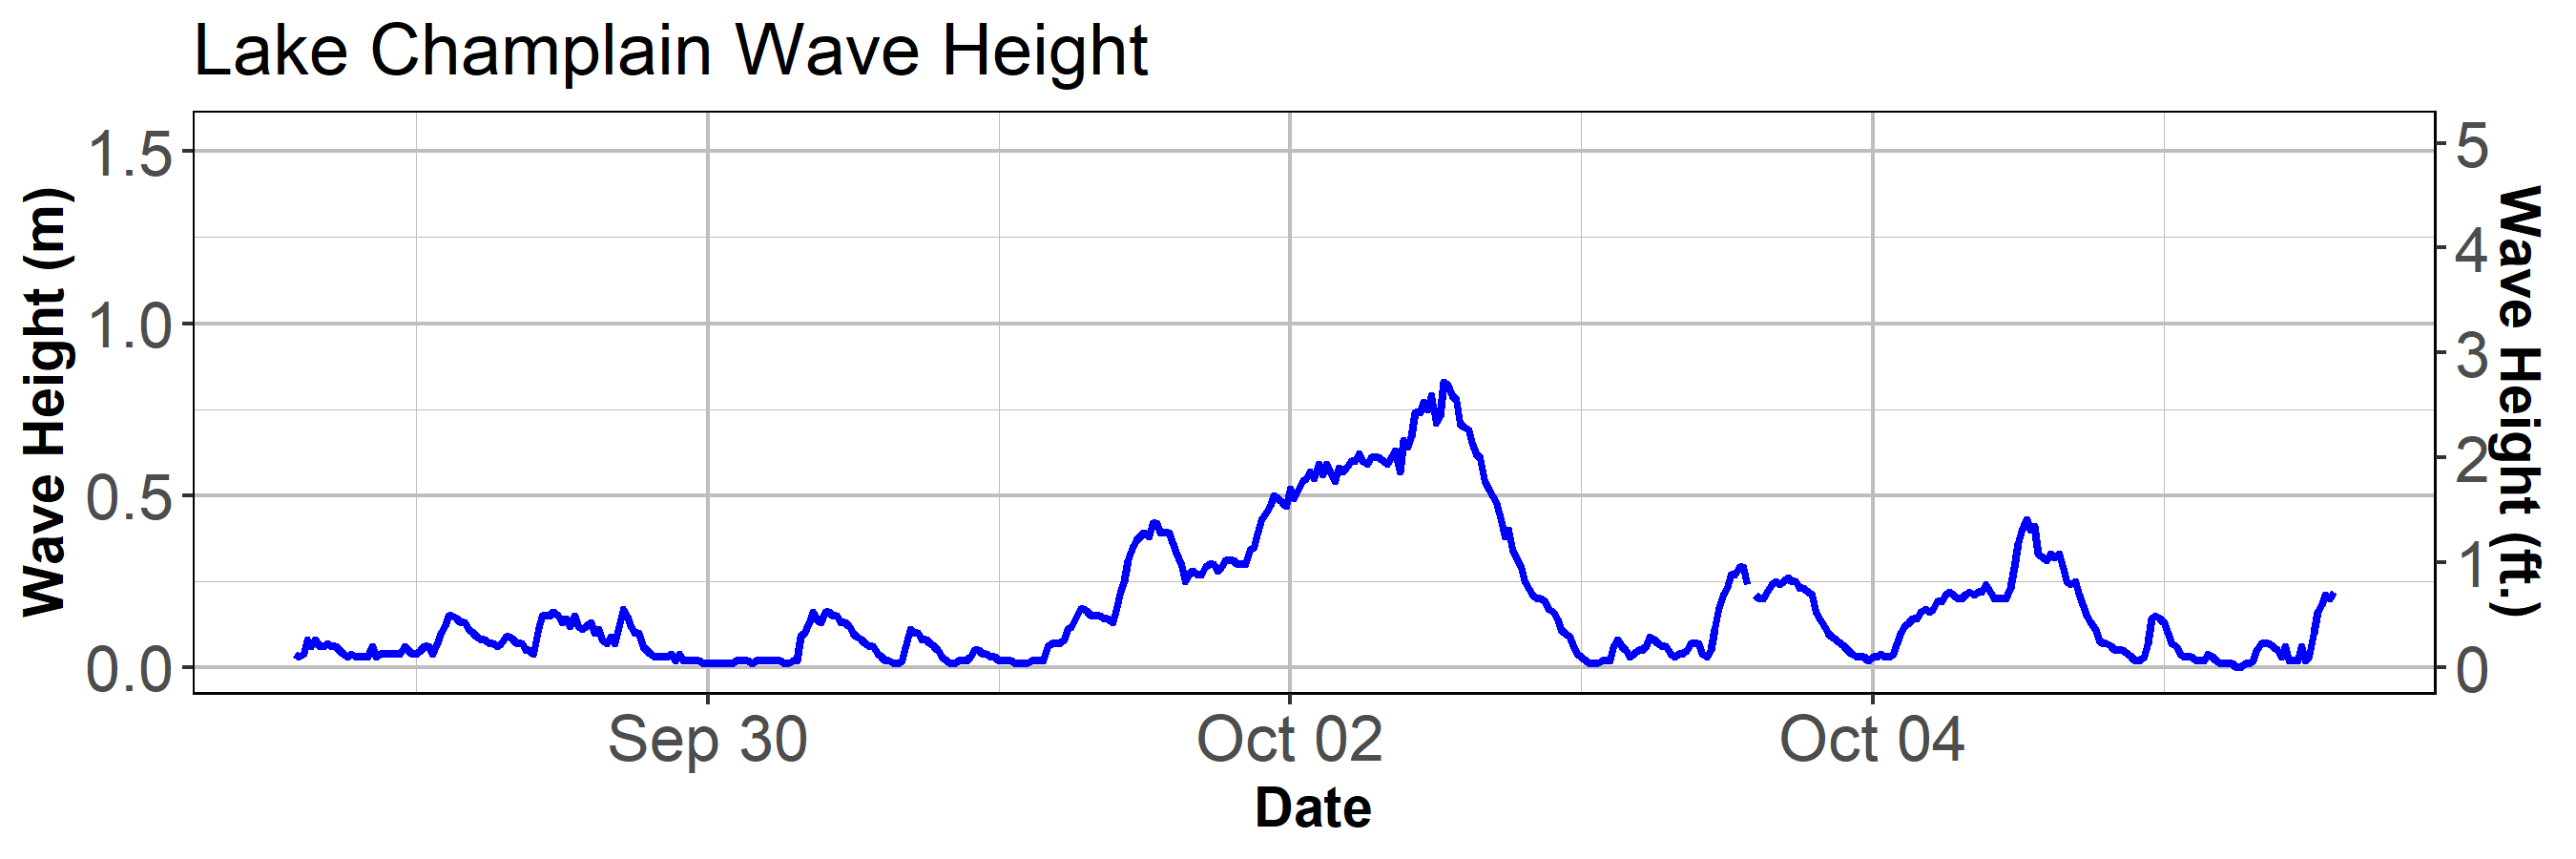 Lake Champlain Wave Height
Wave Height (m)
1.5
1.0
0.5
0.0
5
4
3
2
1
0
Wave Height (ft.)
Sep 30
Oct 02
Oct 04
Date